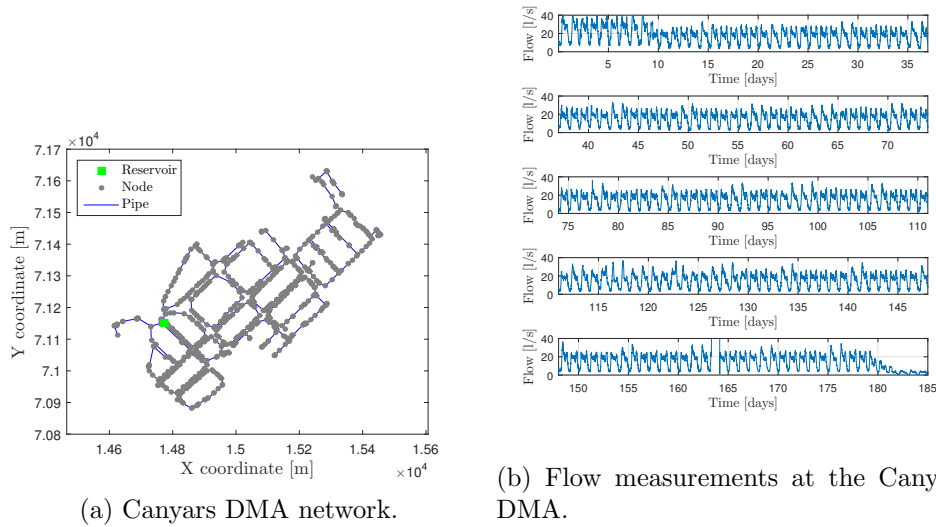 ×10⁴
7.17
7.16
7.15
7.14
7.13
7.12
7.11
7.1
7.09
7.08
Y coordinate [m]
Reservoir
Node
Pipe
1.46 1.48 1.5 1.52 1.54 1.56
X coordinate [m]
×10⁴
(a) Canyars DMA network.
Flow [l/s]
40
20
0
5 10 15 20 25 30 35
Time [days]
Flow [l/s]
40
20
0
40 45 50 55 60 65 70
Time [days]
Flow [l/s]
40
20
0
75 80 85 90 95 100 105 110
Time [days]
Flow [l/s]
40
20
0
115 120 125 130 135 140 145
Time [days]
Flow [l/s]
40
20
0
150 155 160 165 170 175 180 185
Time [days]
(b) Flow measurements at the Cany
DMA.